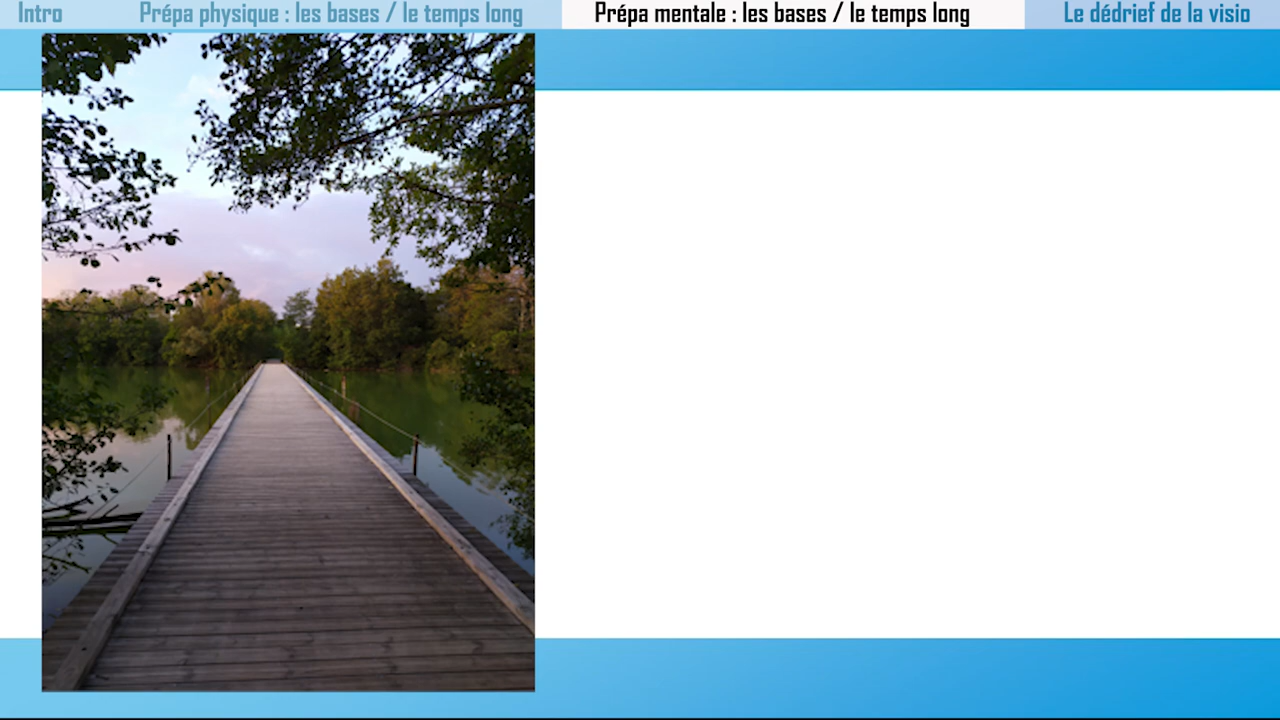 Intro
Prépa physique : les bases / le temps long
Prépa mentale : les bases / le temps long
Le dédrief de la visio